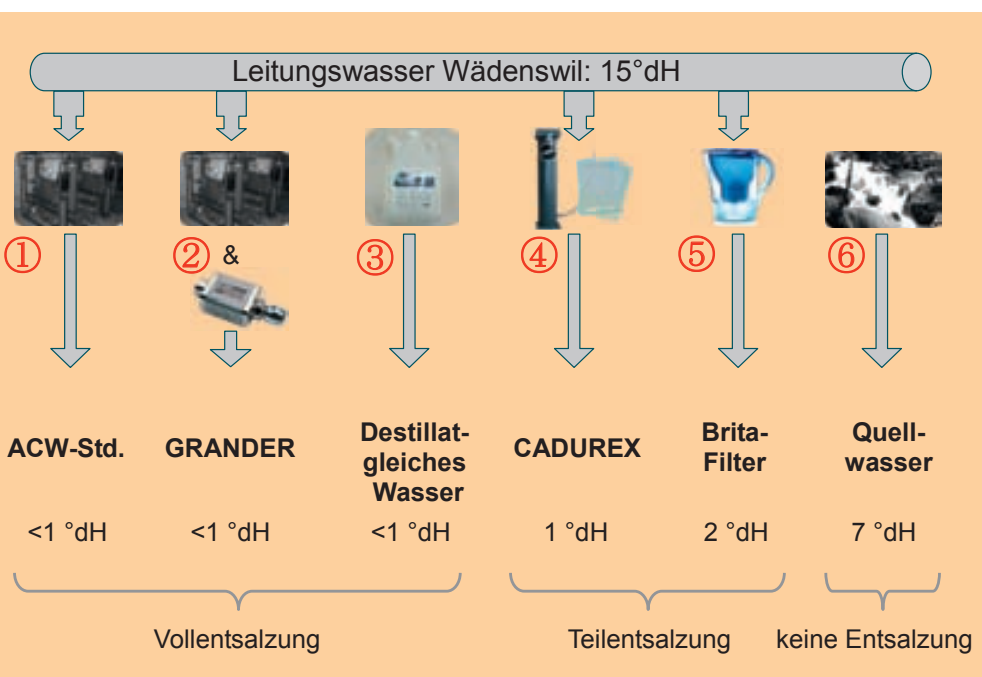 Leitungswasser Wädenswil: 15°dH
①
② &
③
④
⑤
⑥
ACW-Std.
GRANDER
Destillat-
gleiches
Wasser
CADUREX
Brita-
Filter
Quell-
wasser
<1 °dH
<1 °dH
<1 °dH
1 °dH
2 °dH
7 °dH
Vollentsalzung
Teilentsalzung
keine Entsalzung